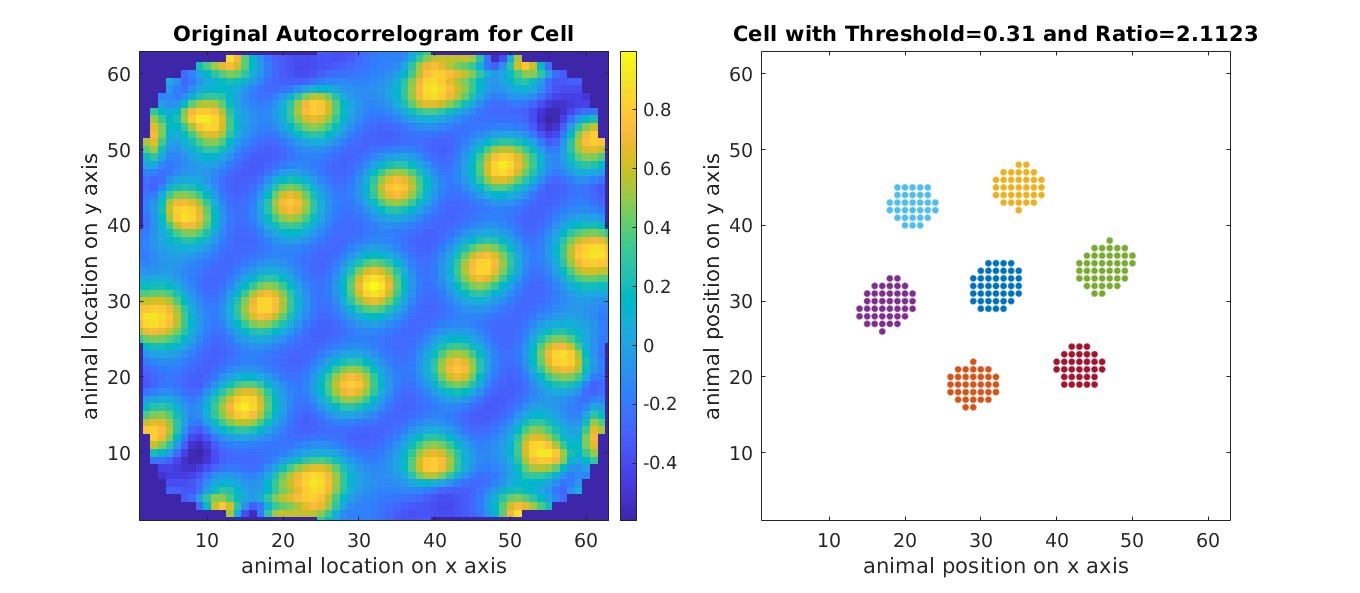 Original Autocorrelogram for Cell
60
50
40
30
20
10
10 20 30 40 50 60
animal location on y axis
animal location on x axis
0.8
0.6
0.4
0.2
0
-0.2
-0.4
Cell with Threshold=0.31 and Ratio=2.1123
60
50
40
30
20
10
10 20 30 40 50 60
animal position on y axis
animal position on x axis